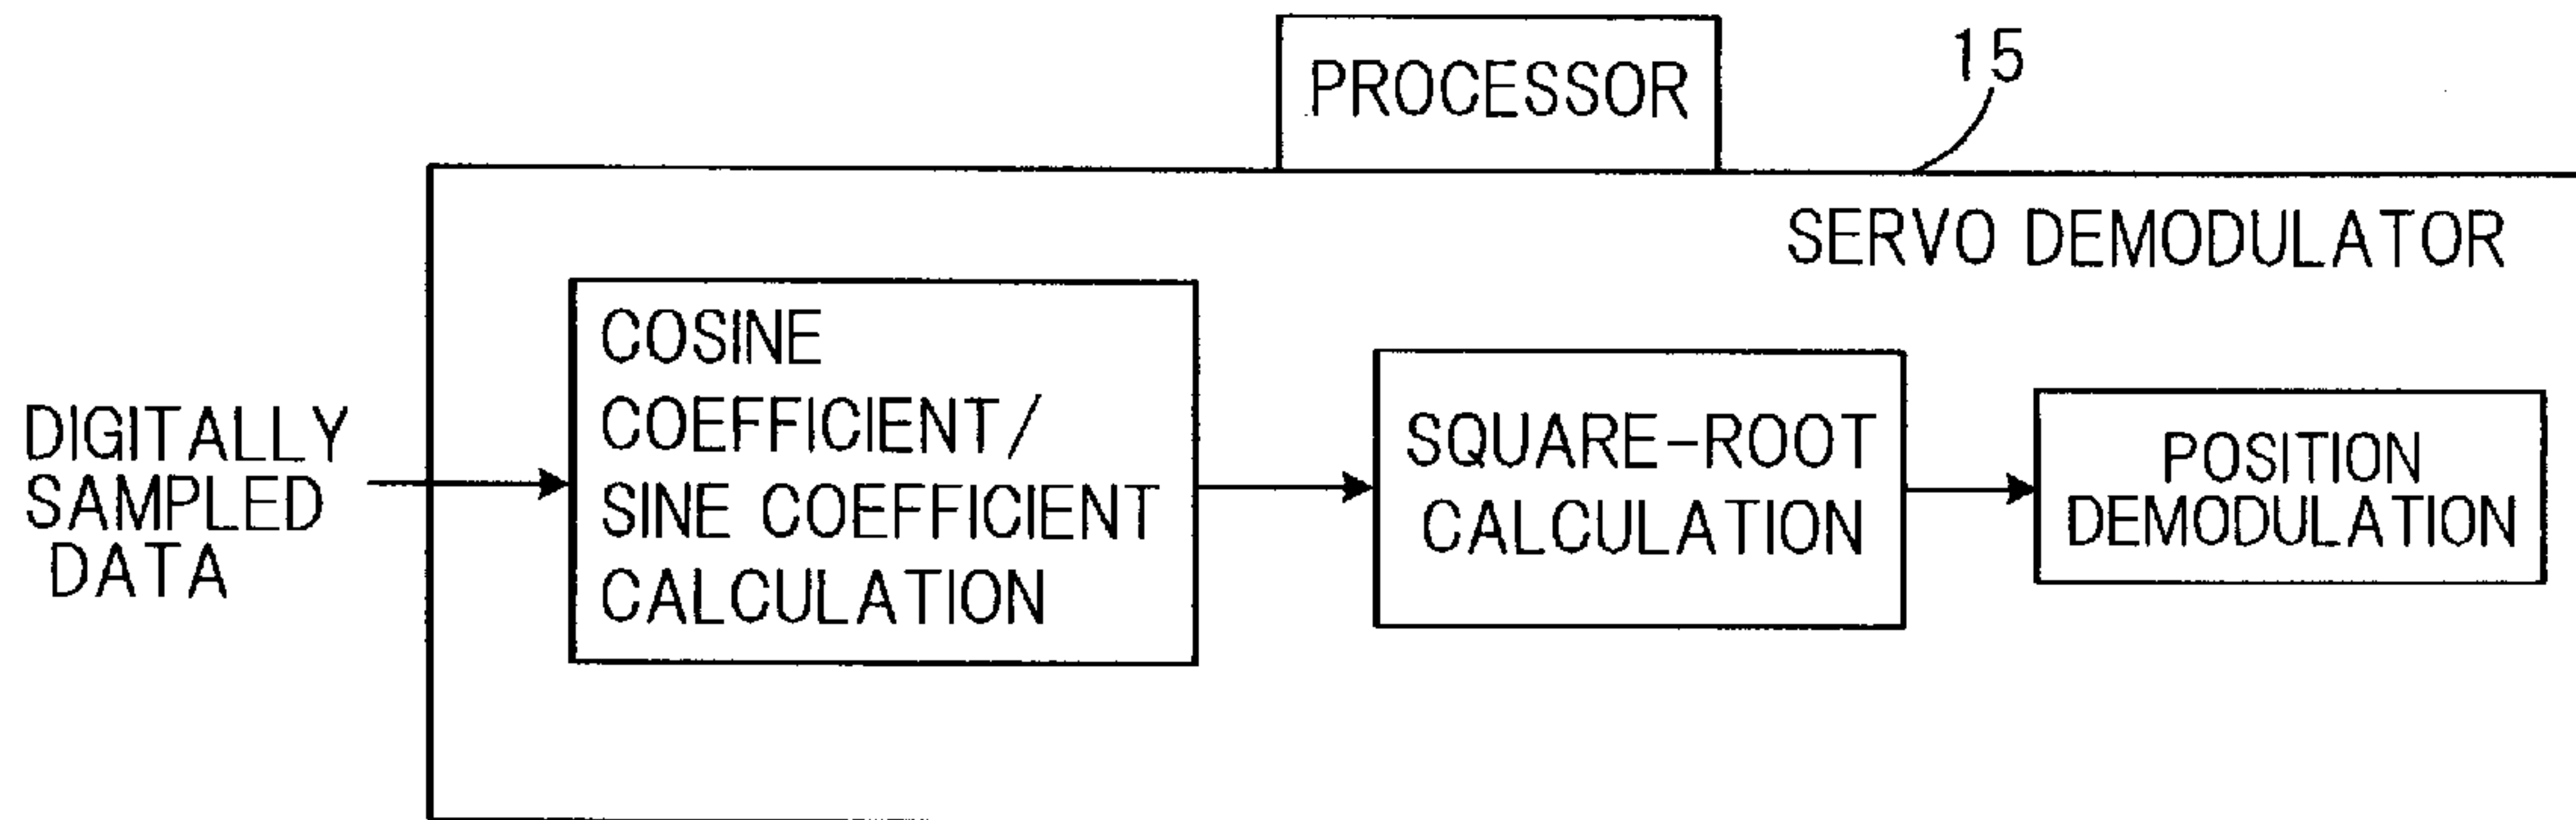 PROCESSOR
15
SERVO DEMODULATOR
DIGITALLY
SAMPLED
DATA
COSINE
COEFFICIENT/
SINE COEFFICIENT
CALCULATION
SQUARE-ROOT
CALCULATION
POSITION
DEMODULATION